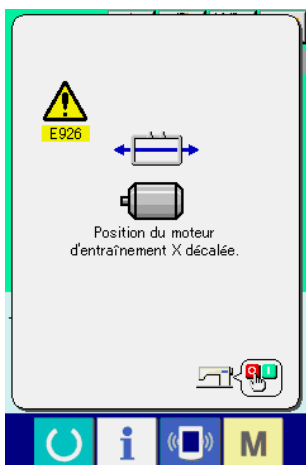 E926
Position du moteur
d'entraînement X décalée.
M